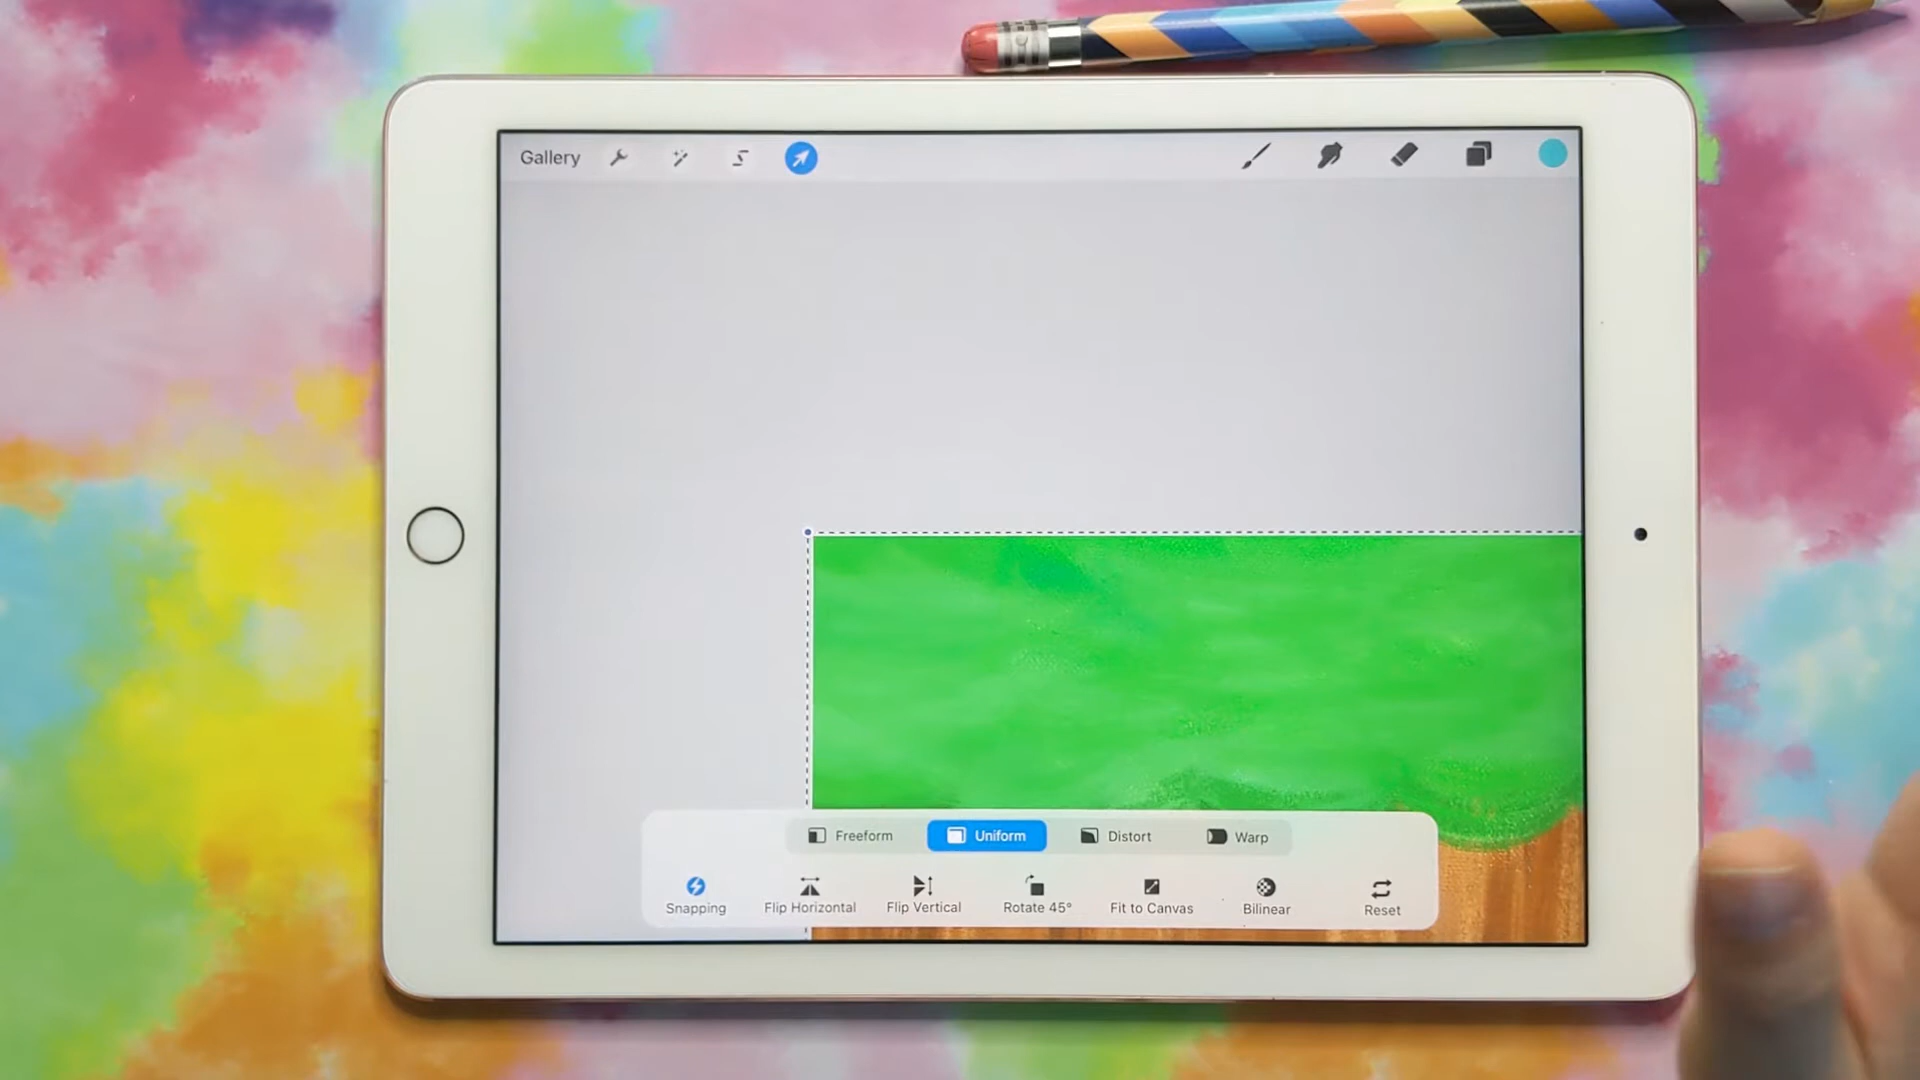 Gallery
Freeform Uniform Distort Warp
Snapping Flip Horizontal Flip Vertical Rotate 45° Fit to Canvas Bilinear Reset